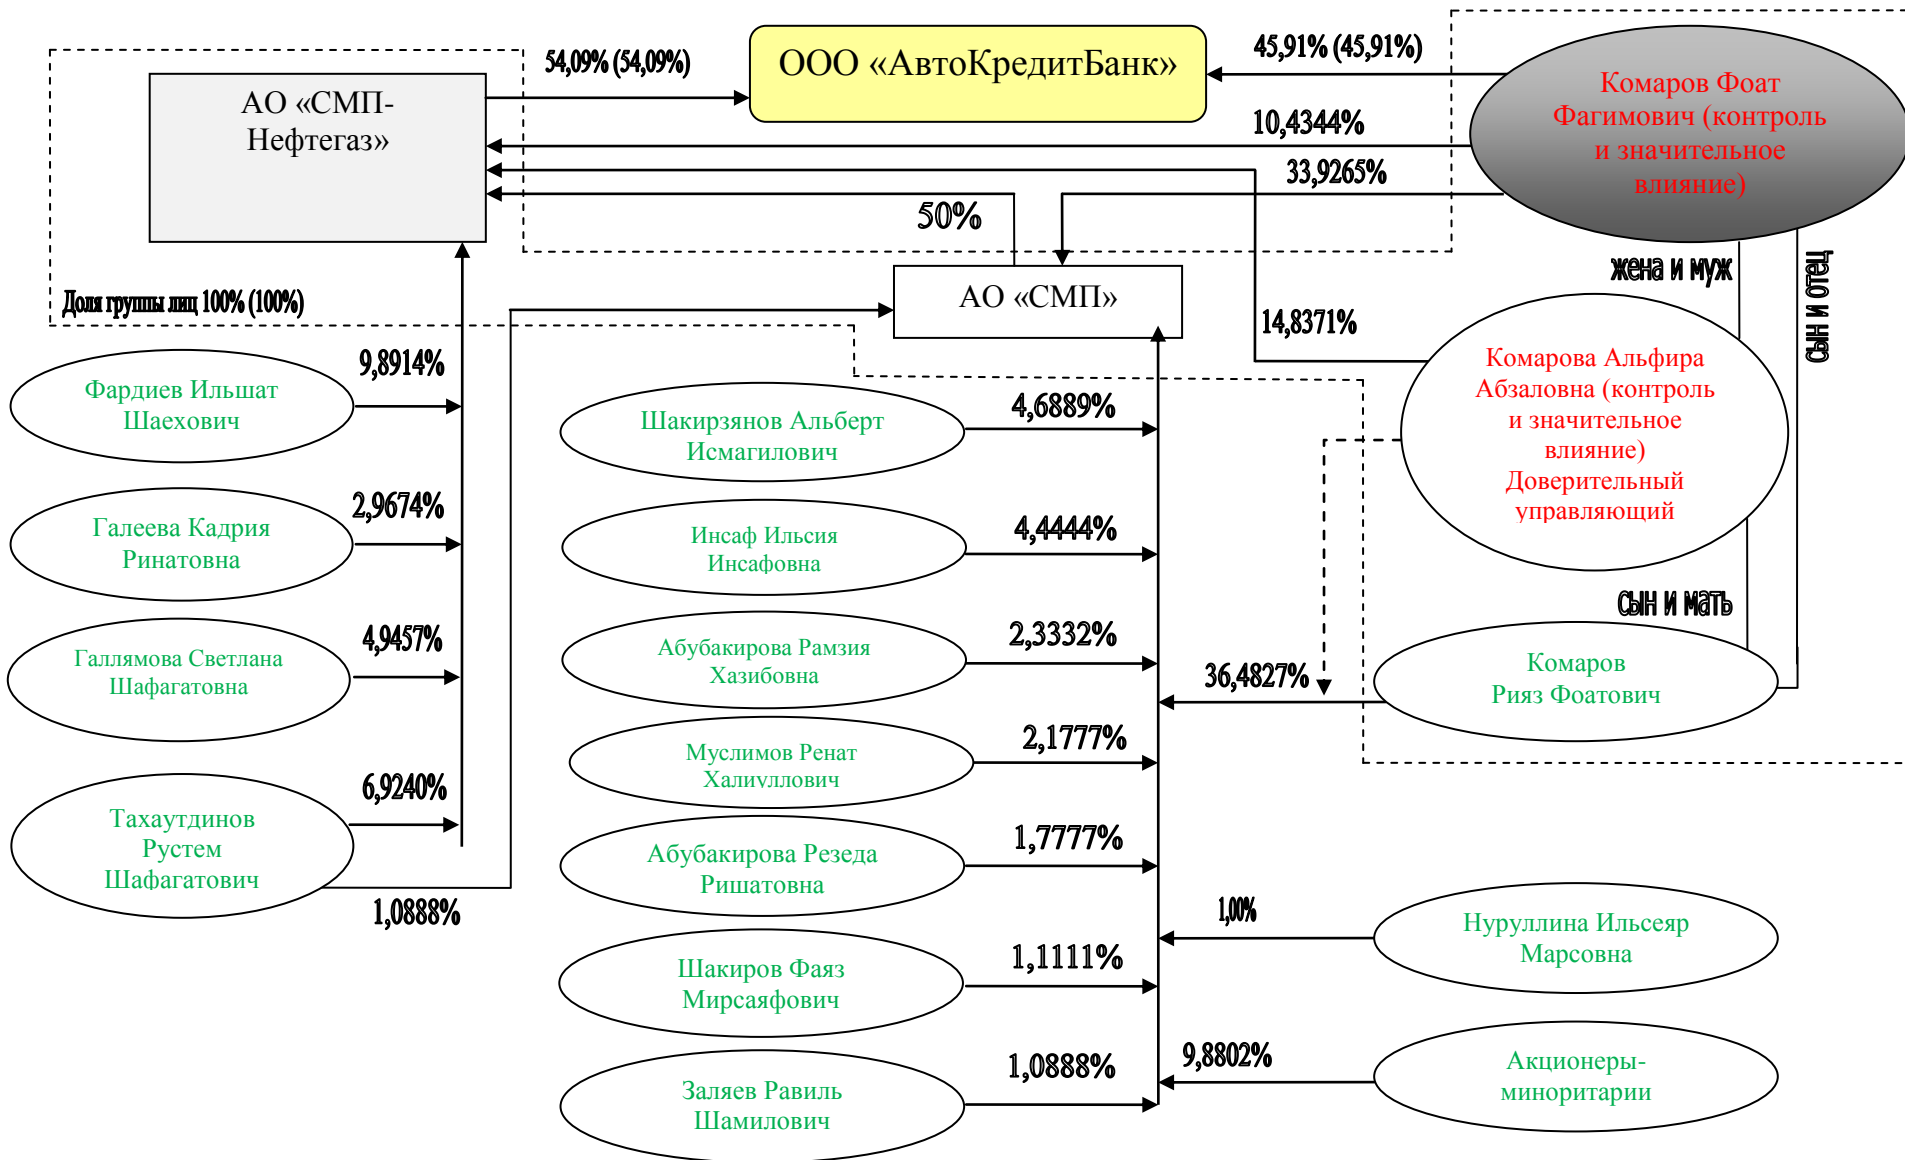 ООО «АвтоКредитБанк»
54,09% (54,09%)
45,91% (45,91%)
АО «СМП-
Нефтегаз»
Комаров Фоат
Фагимович (контроль
и значительное
влияние)
10,4344%
33,9265%
50%
жена и муж
сын и отец
Доля группы лиц 100% (100%)
АО «СМП»
14,8371%
Комарова Альфира
Абзаловна (контроль
и значительное
влияние)
Доверительный
управляющий
сын и мать
Комаров
Рияз Фоатович
36,4827%
Фардиев Ильшат
Шаехович
9,8914%
Галеева Кадрия
Ринатовна
2,9674%
Галлямова Светлана
Шафагатовна
4,9457%
Тахаутдинов
Рустем
Шафагатович
6,9240%
1,0888%
Шакирзянов Альберт
Исмагилович
4,6889%
Инсаф Ильсия
Инсафовна
4,4444%
Абубакирова Рамзия
Хазибовна
2,3332%
Муслимов Ренат
Халиуллович
2,1777%
Абубакирова Резеда
Ришатовна
1,7777%
Шакиров Фаяз
Мирсаяфович
1,1111%
Заляев Равиль
Шамилович
1,0888%
1,00%
Нуруллина Ильсеяр
Марсовна
9,8802%
Акционеры-
миноритарии